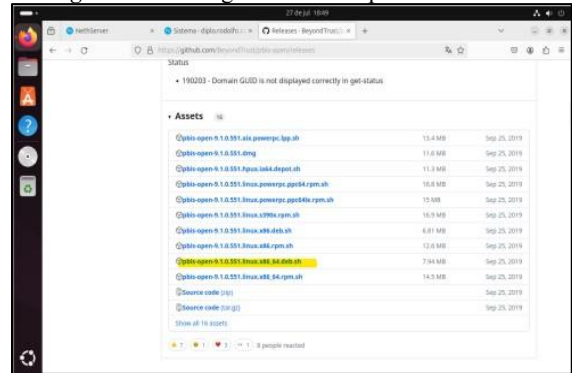 27 de jul 18:49
NethServer
Sistema - diplo.rodolfo.c
Releases · BeyondTrust/p
https://github.com/BeyondTrust/pbis-open/releases
Status
190203 - Domain GUID is not displayed correctly in get-status
Assets 16
pbis-open-9.1.0.551.aix.powerpc.lpp.sh 13.4 MB Sep 25, 2019
pbis-open-9.1.0.551.dmg 11.6 MB Sep 25, 2019
pbis-open-9.1.0.551.hpux.ia64.depot.sh 11.3 MB Sep 25, 2019
pbis-open-9.1.0.551.linux.powerpc.ppc64.rpm.sh 16.8 MB Sep 25, 2019
pbis-open-9.1.0.551.linux.powerpc.ppc64le.rpm.sh 15 MB Sep 25, 2019
pbis-open-9.1.0.551.linux.s390x.rpm.sh 16.9 MB Sep 25, 2019
pbis-open-9.1.0.551.linux.x86.deb.sh 6.81 MB Sep 25, 2019
pbis-open-9.1.0.551.linux.x86.rpm.sh 12.6 MB Sep 25, 2019
pbis-open-9.1.0.551.linux.x86_64.deb.sh 7.94 MB Sep 25, 2019
pbis-open-9.1.0.551.linux.x86_64.rpm.sh 14.5 MB Sep 25, 2019
Source code (zip) Sep 25, 2019
Source code (tar.gz) Sep 25, 2019
Show all 16 assets
7 1 3 1 8 people reacted